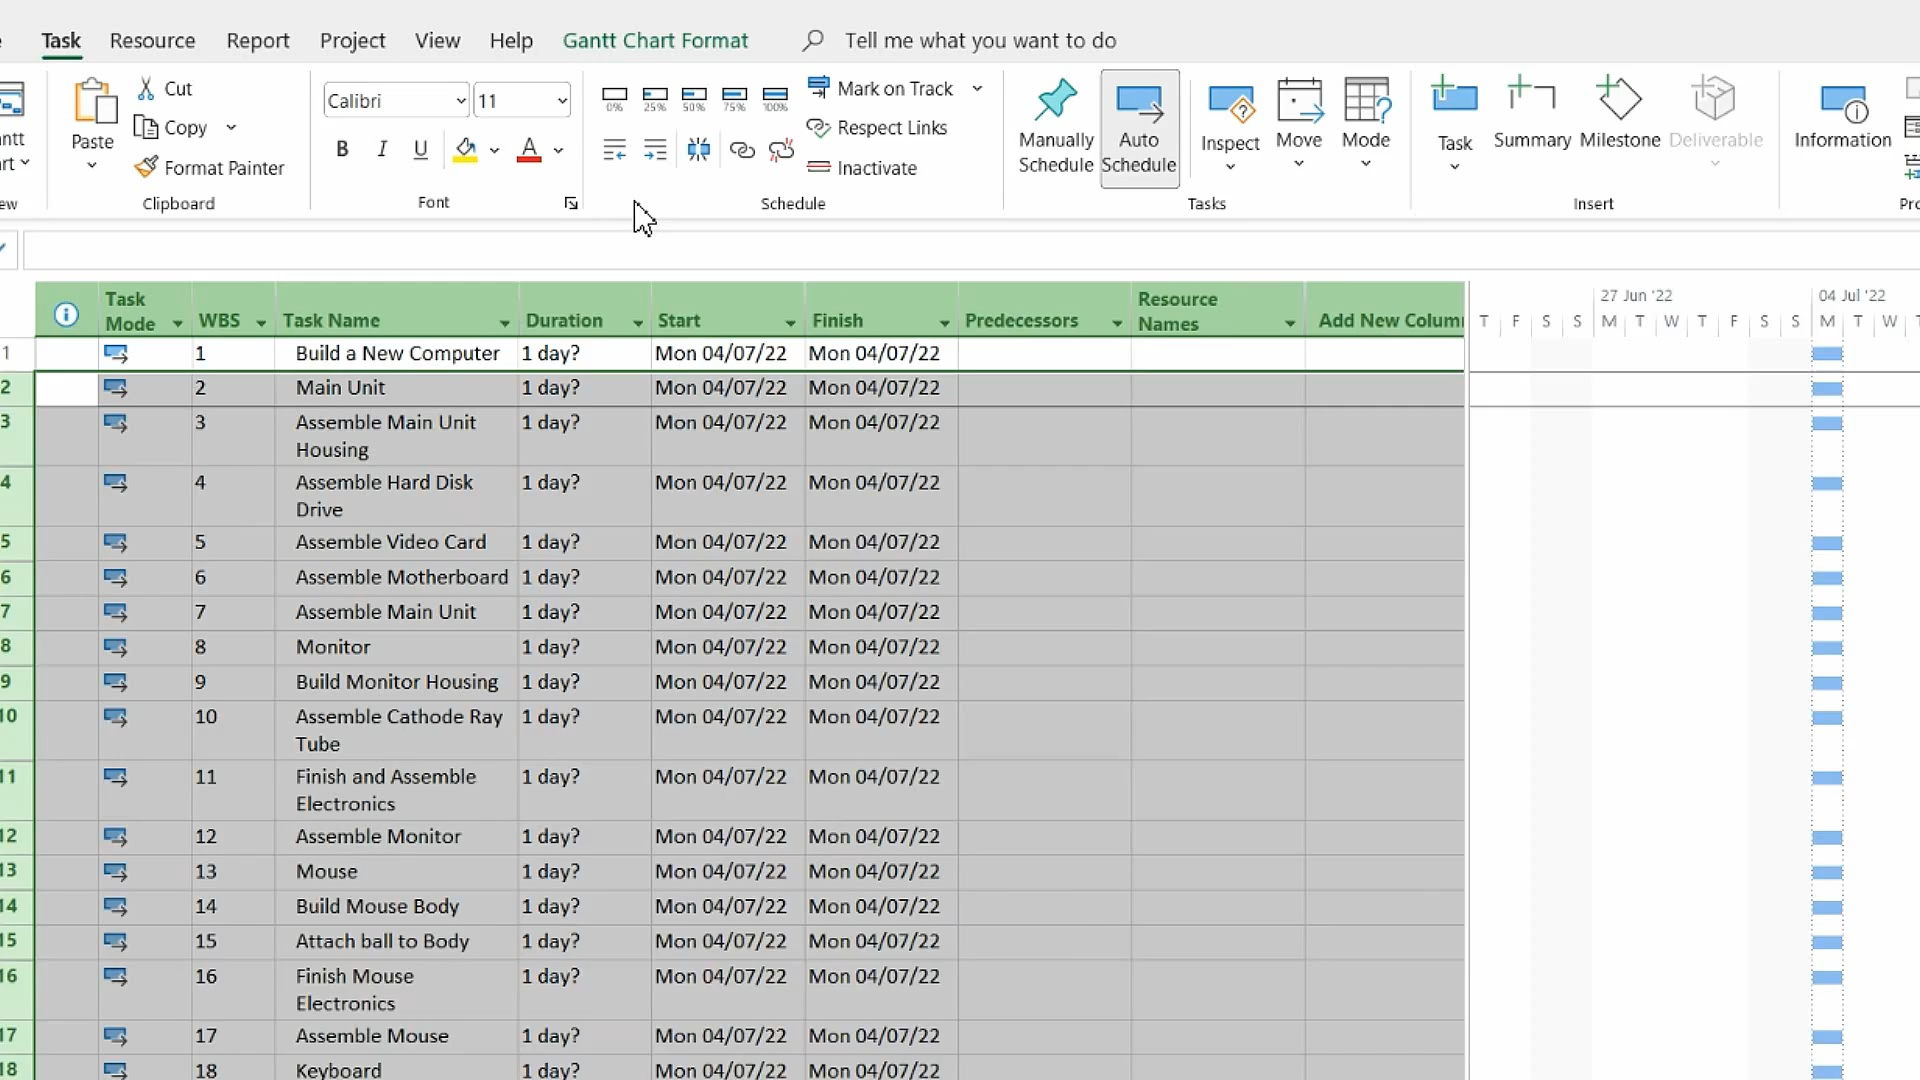 Task Resource Report Project View Help Gantt Chart Format Tell me what you want to do
Cut
Copy
Format Painter
Paste
Clipboard
Calibri 11
B I U A
Font
0% 25% 50% 75% 100%
Mark on Track
Respect Links
Inactivate
Schedule
Manually
Schedule
Auto
Schedule
Inspect
Move
Mode
Tasks
Task
Summary
Milestone
Deliverable
Insert
Information
Task
Mode
WBS
Task Name
Duration
Start
Finish
Predecessors
Resource
Names
Add New Colum
27 Jun '22 04 Jul '22
T F S S M T W T F S S M T W
1 1 Build a New Computer 1 day? Mon 04/07/22 Mon 04/07/22
2 2 Main Unit 1 day? Mon 04/07/22 Mon 04/07/22
3 3 Assemble Main Unit 1 day? Mon 04/07/22 Mon 04/07/22
Housing
4 4 Assemble Hard Disk 1 day? Mon 04/07/22 Mon 04/07/22
Drive
5 5 Assemble Video Card 1 day? Mon 04/07/22 Mon 04/07/22
6 6 Assemble Motherboard 1 day? Mon 04/07/22 Mon 04/07/22
7 7 Assemble Main Unit 1 day? Mon 04/07/22 Mon 04/07/22
8 8 Monitor 1 day? Mon 04/07/22 Mon 04/07/22
9 9 Build Monitor Housing 1 day? Mon 04/07/22 Mon 04/07/22
10 10 Assemble Cathode Ray 1 day? Mon 04/07/22 Mon 04/07/22
Tube
11 11 Finish and Assemble 1 day? Mon 04/07/22 Mon 04/07/22
Electronics
12 12 Assemble Monitor 1 day? Mon 04/07/22 Mon 04/07/22
13 13 Mouse 1 day? Mon 04/07/22 Mon 04/07/22
14 14 Build Mouse Body 1 day? Mon 04/07/22 Mon 04/07/22
15 15 Attach ball to Body 1 day? Mon 04/07/22 Mon 04/07/22
16 16 Finish Mouse 1 day? Mon 04/07/22 Mon 04/07/22
Electronics
17 17 Assemble Mouse 1 day? Mon 04/07/22 Mon 04/07/22
18 18 Keyboard 1 day? Mon 04/07/22 Mon 04/07/22